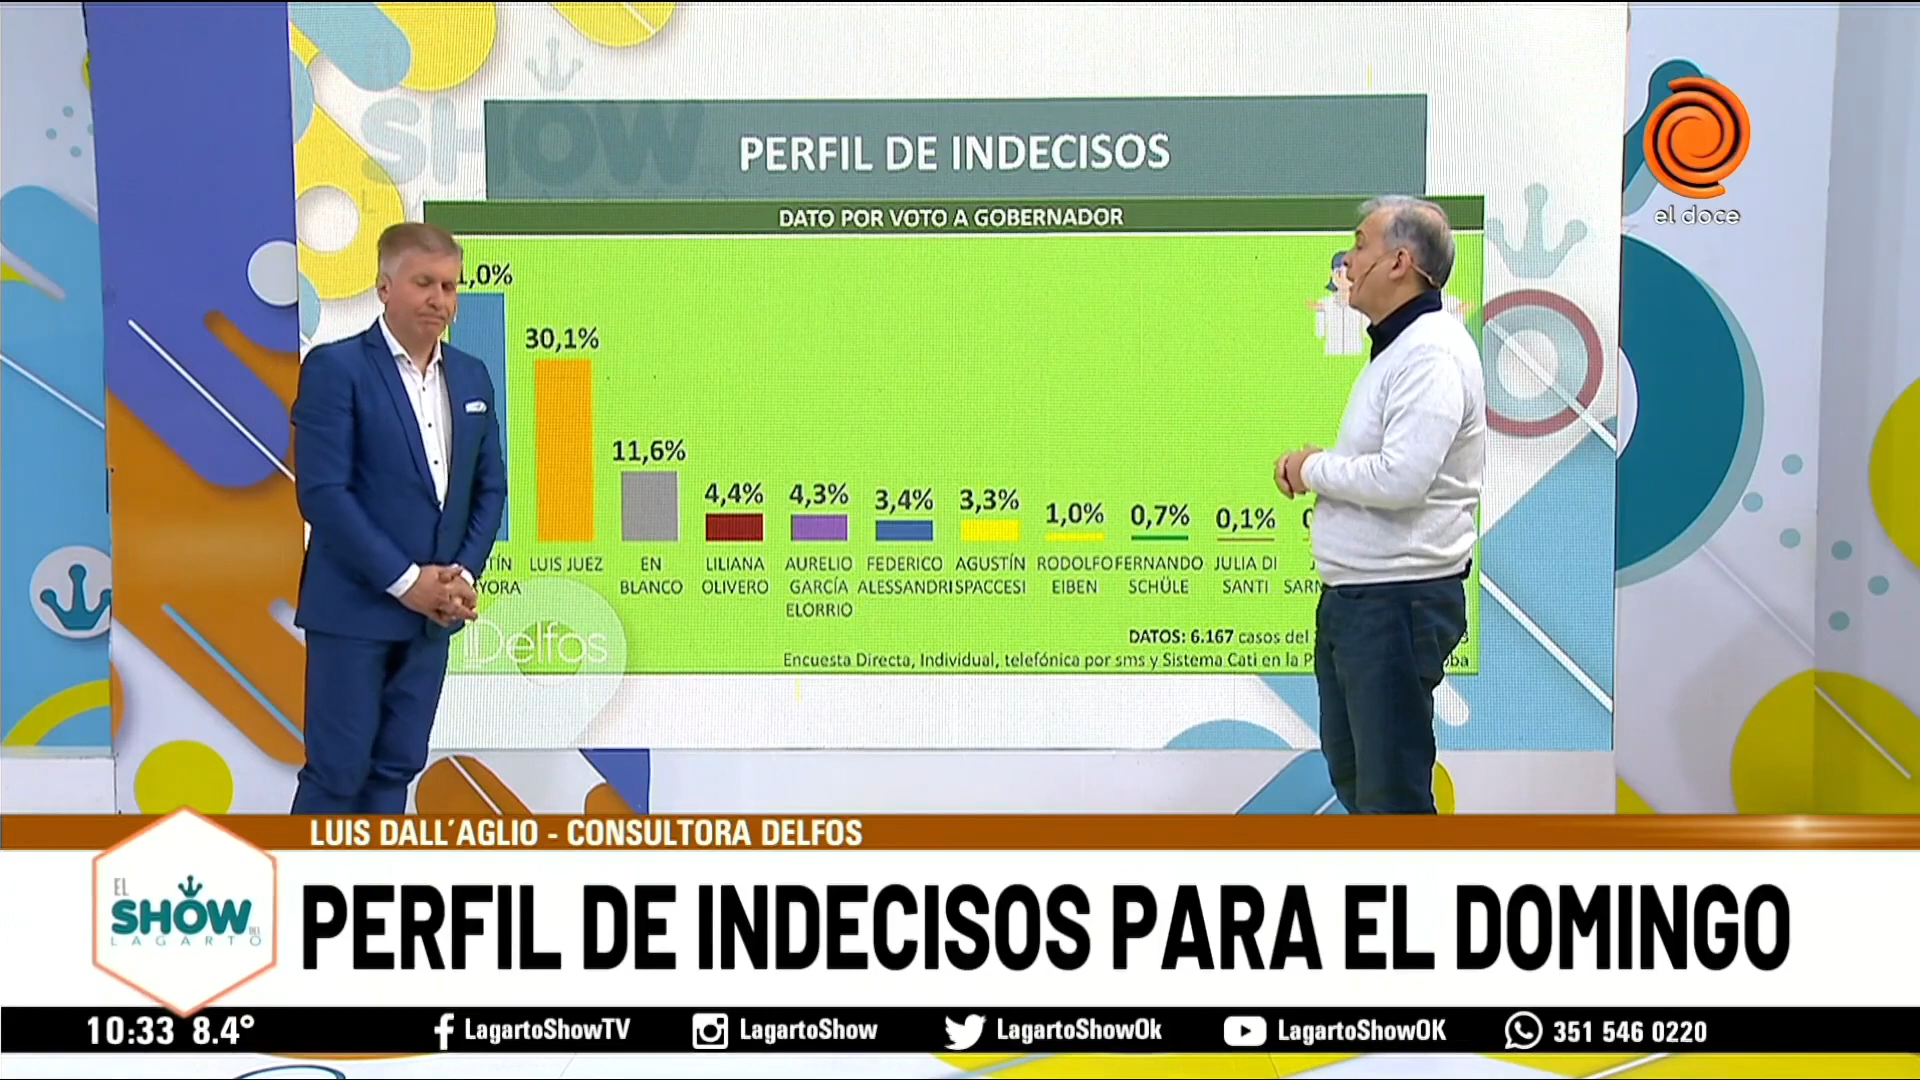 SHOW
PERFIL DE INDECISOS
el doce
DATO POR VOTO A GOBERNADOR
1,0%
30,1%
11,6%
4,4%
4,3%
3,4%
3,3%
1,0%
0,7%
0,1%
LUIS JUEZ
EN BLANCO
LILIANA OLIVERO
AURELIO GARCÍA ELORRIO
FEDERICO ALESSANDRI
AGUSTÍN SPACCESI
RODOLFO EIBEN
FERNANDO SCHÜLE
JULIA DI SANTI
Delfos
DATOS: 6.167 casos del
Encuesta Directa, Individual, telefónica por sms y Sistema Cati en la
LUIS DALL´AGLIO - CONSULTORA DELFOS
EL
SHOW
DEL
LAGARTO
PERFIL DE INDECISOS PARA EL DOMINGO
10:33 8.4° LagartoShowTV LagartoShow LagartoShowOk LagartoShowOK 351 546 0220